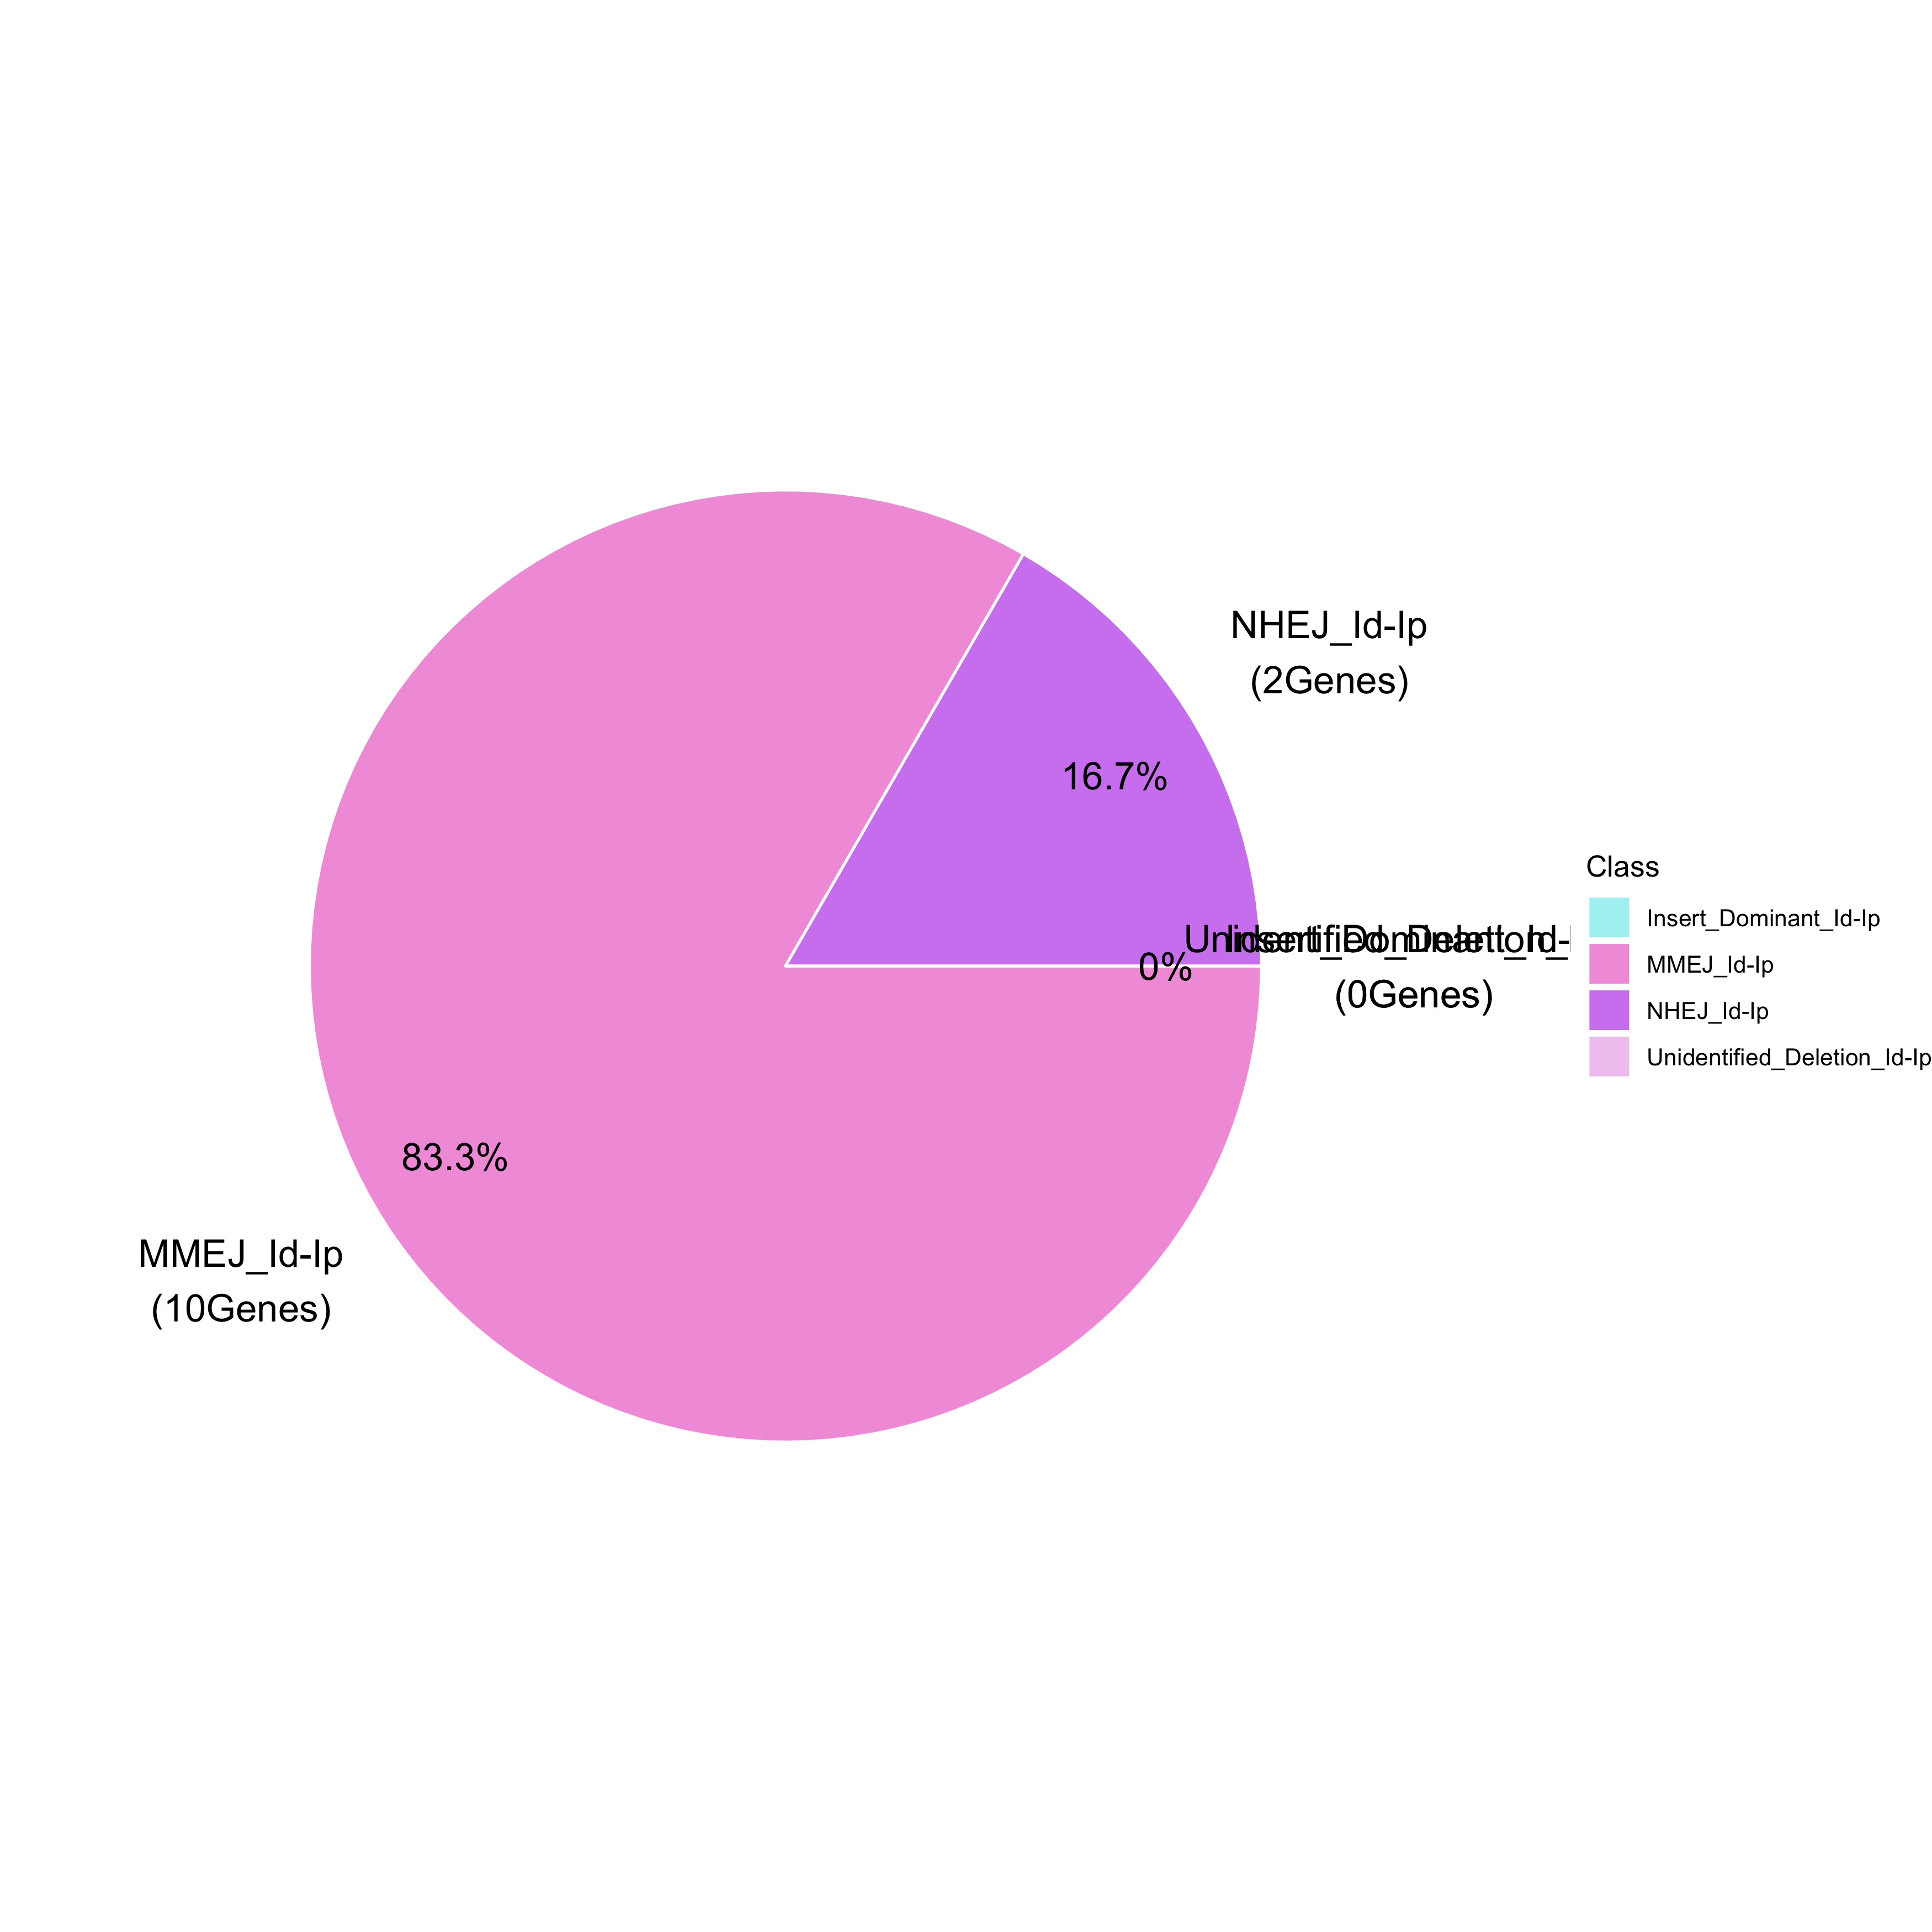 NHEJ_Id-Ip
(2Genes)
16.7%
0%
(0Genes)
83.3%
MMEJ_Id-Ip
(10Genes)
Class
Insert_Dominant_Id-Ip
MMEJ_Id-Ip
NHEJ_Id-Ip
Unidentified_Deletion_Id-Ip